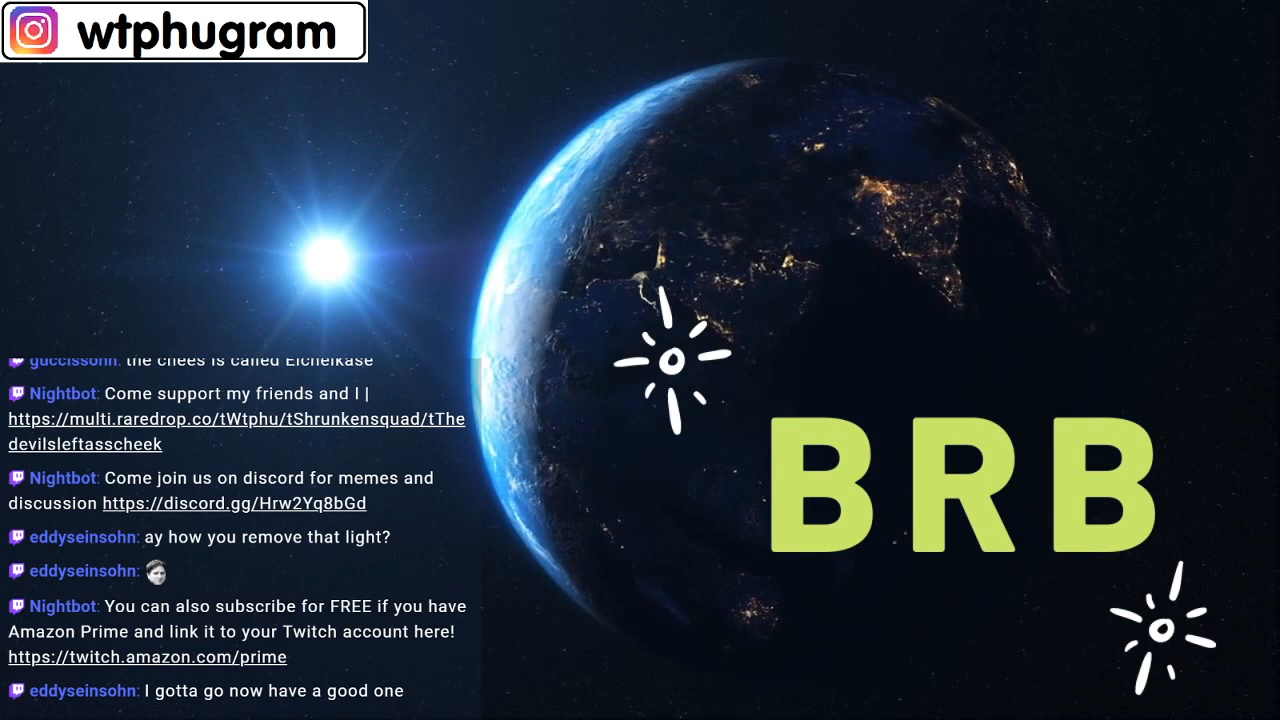 wtphugram
guccissohn: the chees is called Eichelkase
Nightbot: Come support my friends and I |
https://multi.raredrop.co/tWtphu/tShrunkensquad/tThe
devilsleftasscheek
Nightbot: Come join us on discord for memes and
discussion https://discord.gg/Hrw2Yq8bGd
eddyseinsohn: ay how you remove that light?
eddyseinsohn:
Nightbot: You can also subscribe for FREE if you have
Amazon Prime and link it to your Twitch account here!
https://twitch.amazon.com/prime
eddyseinsohn: I gotta go now have a good one
BRB